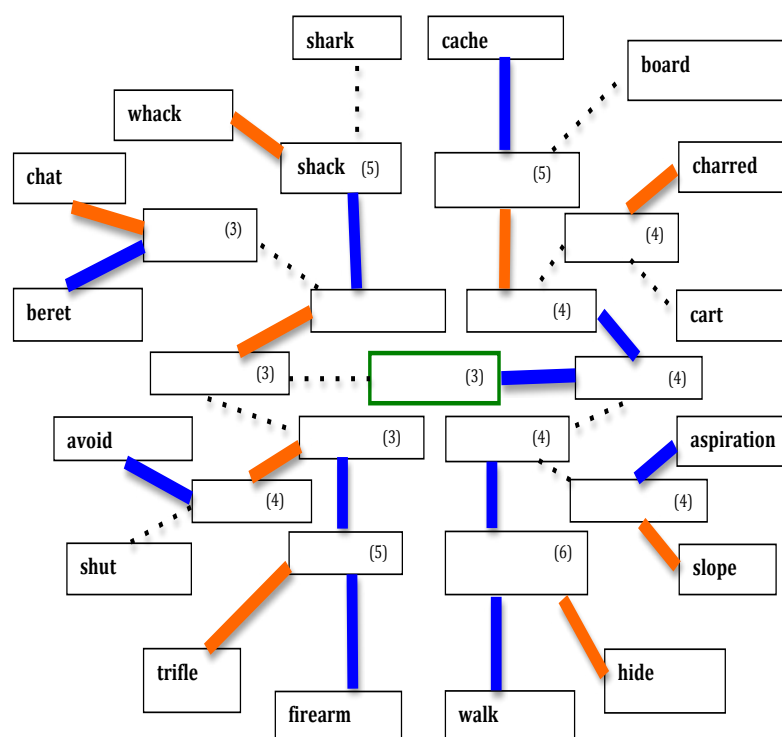 shark
cache
board
whack
shack (5)
(5)
charred
chat
(3)
(4)
beret
(4)
cart
(3)
(3)
(4)
avoid
(3)
(4)
aspiration
(4)
(4)
shut
(5)
(6)
slope
trifle
hide
firearm
walk